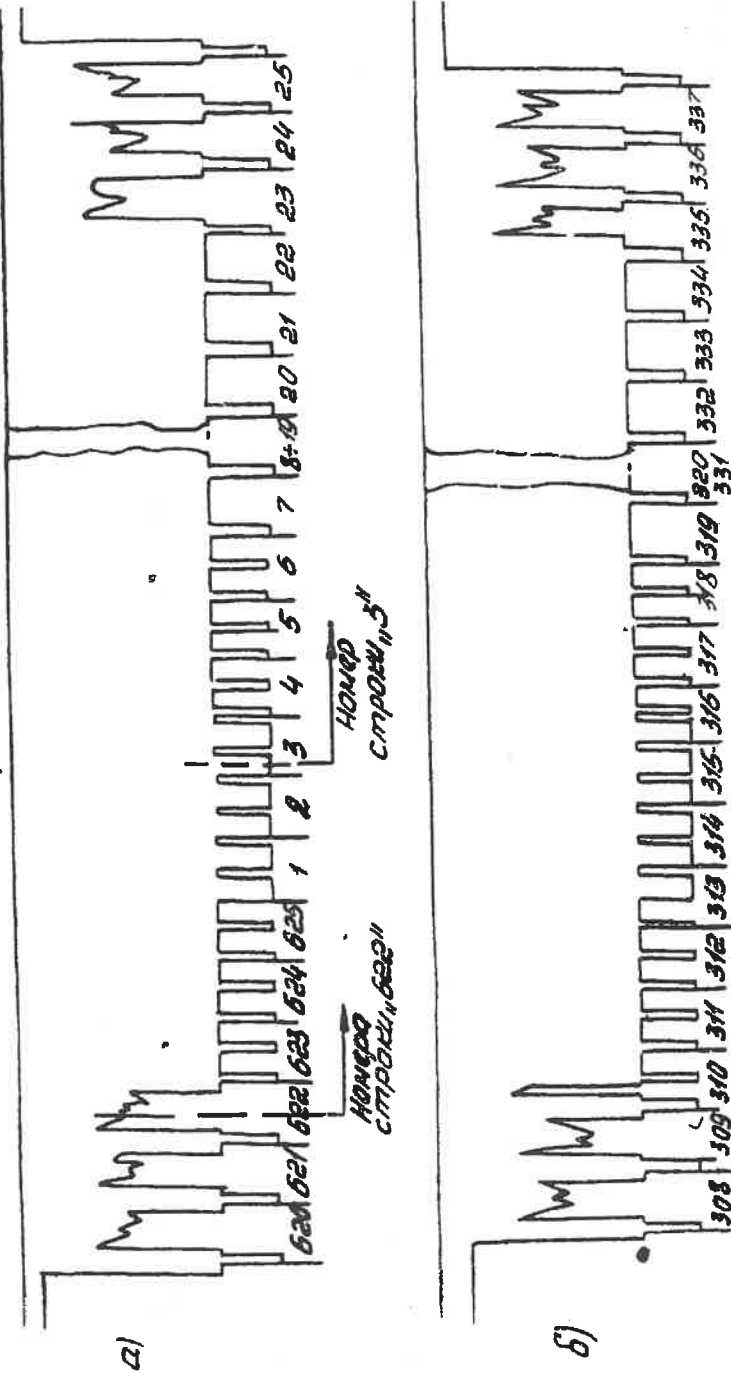 а)
620 621 622 623 624 625 1 2 3 4 5 6 7 8÷19 20 21 22 23 24 25
Номера
строки „622"
Номер
строки „3"
б)
308 309 310 311 312 313 314 315 316 317 318 319 320 332 333 334 335 336 337
331